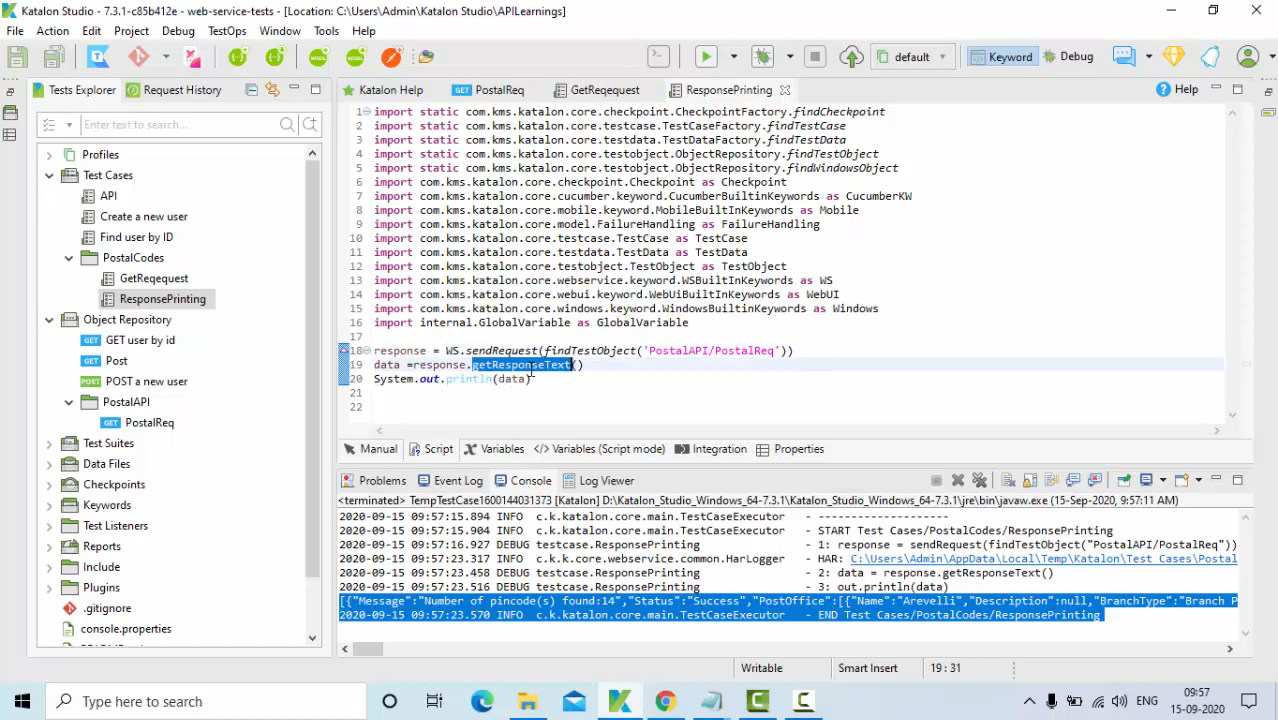 Katalon Studio - 7.3.1-c85b412e - web-service-tests - [Location: C:\Users\Admin\Katalon Studio\APILearnings]
File Action Edit Project Debug TestOps Window Tools Help
default Keyword Debug
Tests Explorer Request History
Enter text to search...
Profiles
Test Cases
API
Create a new user
Find user by ID
PostalCodes
GetReqequest
ResponsePrinting
Object Repository
GET GET user by id
POST Post
POST POST a new user
PostalAPI
GET PostalReq
Test Suites
Data Files
Checkpoints
Keywords
Test Listeners
Reports
Include
Plugins
.gitignore
console.properties
Katalon Help GET PostalReq GetReqequest ResponsePrinting Help
1 import static com.kms.katalon.core.checkpoint.CheckpointFactory.findCheckpoint
2 import static com.kms.katalon.core.testcase.TestCaseFactory.findTestCase
3 import static com.kms.katalon.core.testdata.TestDataFactory.findTestData
4 import static com.kms.katalon.core.testobject.ObjectRepository.findTestObject
5 import static com.kms.katalon.core.testobject.ObjectRepository.findWindowsObject
6 import com.kms.katalon.core.checkpoint.Checkpoint as Checkpoint
7 import com.kms.katalon.core.cucumber.keyword.CucumberBuiltinKeywords as CucumberKW
8 import com.kms.katalon.core.mobile.keyword.MobileBuiltInKeywords as Mobile
9 import com.kms.katalon.core.model.FailureHandling as FailureHandling
10 import com.kms.katalon.core.testcase.TestCase as TestCase
11 import com.kms.katalon.core.testdata.TestData as TestData
12 import com.kms.katalon.core.testobject.TestObject as TestObject
13 import com.kms.katalon.core.webservice.keyword.WSBuiltInKeywords as WS
14 import com.kms.katalon.core.webui.keyword.WebUiBuiltInKeywords as WebUI
15 import com.kms.katalon.core.windows.keyword.WindowsBuiltinKeywords as Windows
16 import internal.GlobalVariable as GlobalVariable
17
18 response = WS.sendRequest(findTestObject('PostalAPI/PostalReq'))
19 data =response.getResponseText()
20 System.out.println(data)
21
22
Manual Script Variables Variables (Script mode) Integration Properties
Problems Event Log Console Log Viewer
<terminated> TempTestCase1600144031373 [Katalon] D:\Katalon_Studio_Windows_64-7.3.1\Katalon_Studio_Windows_64-7.3.1\jre\bin\javaw.exe (15-Sep-2020, 9:57:11 AM)
2020-09-15 09:57:15.894 INFO c.k.katalon.core.main.TestCaseExecutor - --------------------
2020-09-15 09:57:15.904 INFO c.k.katalon.core.main.TestCaseExecutor - START Test Cases/PostalCodes/ResponsePrinting
2020-09-15 09:57:16.927 DEBUG testcase.ResponsePrinting - 1: response = sendRequest(findTestObject("PostalAPI/PostalReq"))
2020-09-15 09:57:23.317 INFO c.k.core.webservice.common.HarLogger - HAR: C:\Users\Admin\AppData\Local\Temp\Katalon\Test Cases\Postal
2020-09-15 09:57:23.458 DEBUG testcase.ResponsePrinting - 2: data = response.getResponseText()
2020-09-15 09:57:23.516 DEBUG testcase.ResponsePrinting - 3: out.println(data)
[{"Message":"Number of pincode(s) found:14","Status":"Success","PostOffice":[{"Name":"Arevelli","Description":null,"BranchType":"Branch P
2020-09-15 09:57:23.570 INFO c.k.katalon.core.main.TestCaseExecutor - END Test Cases/PostalCodes/ResponsePrinting
Writable Smart Insert 19 : 31
Type here to search
ENG
09:57
15-09-2020